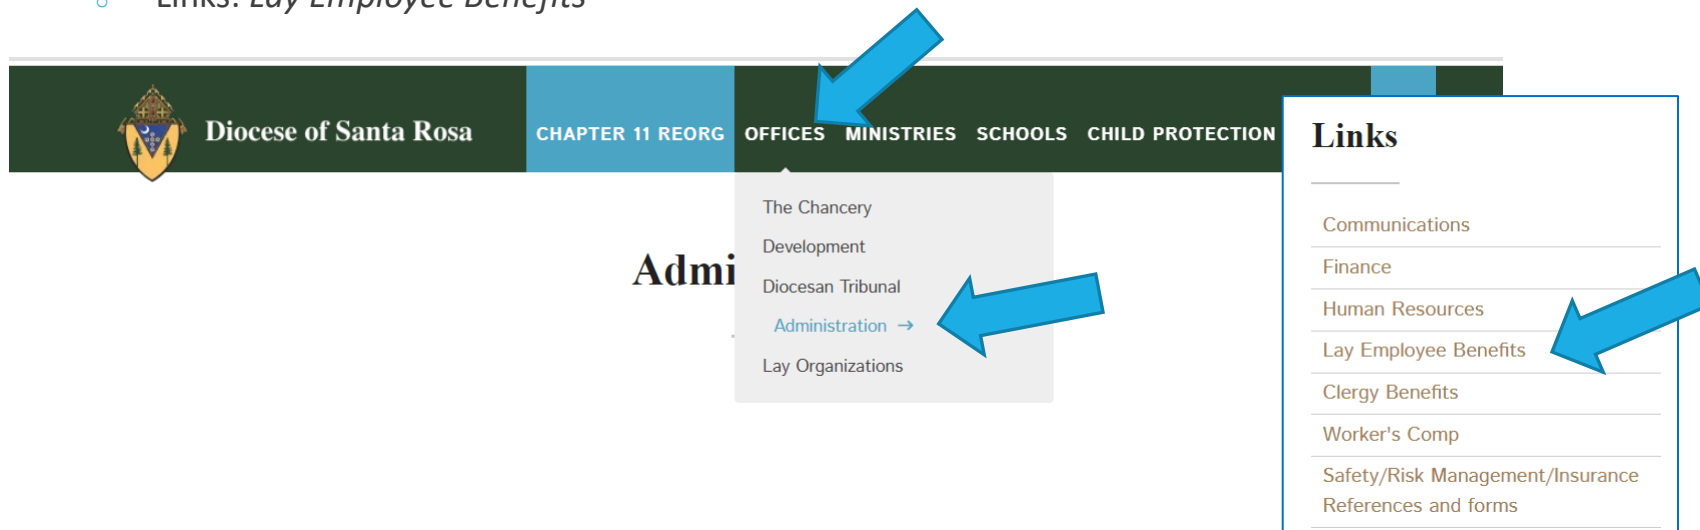 Links: Lay Employee Benefits
Diocese of Santa Rosa
CHAPTER 11 REORG OFFICES MINISTRIES SCHOOLS CHILD PROTECTION
The Chancery
Development
Diocesan Tribunal
Administration →
Lay Organizations
Admi
Links
Communications
Finance
Human Resources
Lay Employee Benefits
Clergy Benefits
Worker's Comp
Safety/Risk Management/Insurance
References and forms